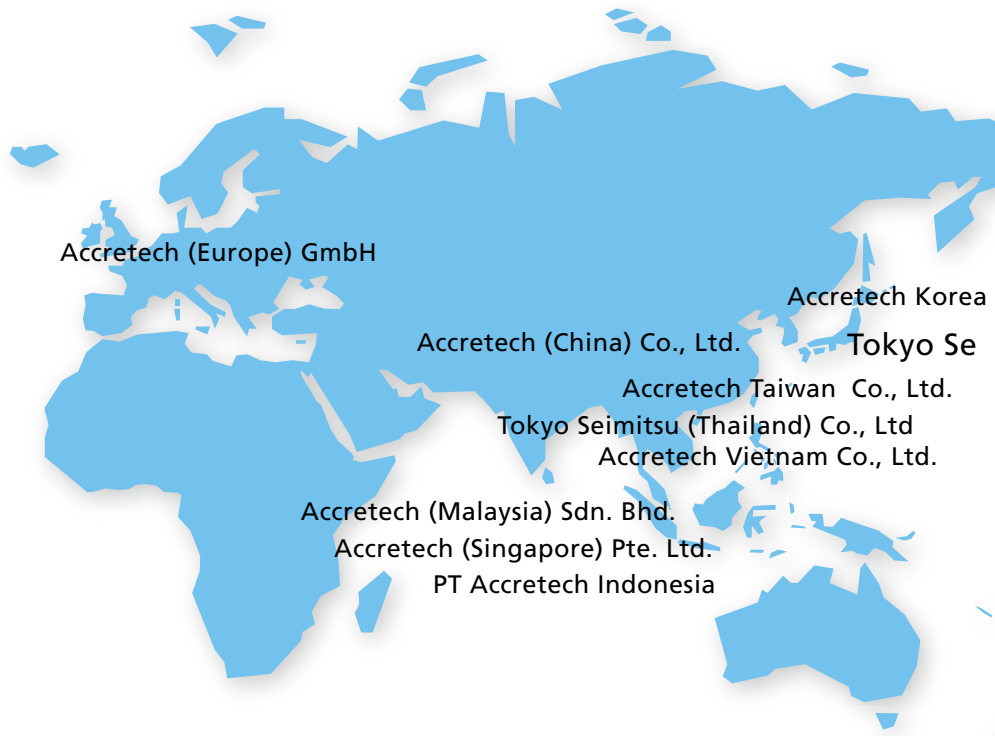 Accretech (Europe) GmbH
Accretech Korea
Accretech (China) Co., Ltd.
Tokyo Se
Accretech Taiwan Co., Ltd.
Tokyo Seimitsu (Thailand) Co., Ltd
Accretech Vietnam Co., Ltd.
Accretech (Malaysia) Sdn. Bhd.
Accretech (Singapore) Pte. Ltd.
PT Accretech Indonesia